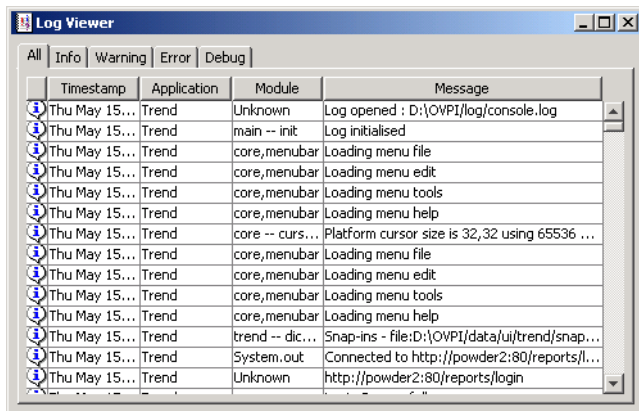 Log Viewer
All Info Warning Error Debug
Timestamp Application Module Message
Thu May 15... Trend Unknown Log opened : D:\OVPI/log/console.log
Thu May 15... Trend main -- init Log initialised
Thu May 15... Trend core,menubar Loading menu file
Thu May 15... Trend core,menubar Loading menu edit
Thu May 15... Trend core,menubar Loading menu tools
Thu May 15... Trend core,menubar Loading menu help
Thu May 15... Trend core -- curs... Platform cursor size is 32,32 using 65536 ...
Thu May 15... Trend core,menubar Loading menu file
Thu May 15... Trend core,menubar Loading menu edit
Thu May 15... Trend core,menubar Loading menu tools
Thu May 15... Trend core,menubar Loading menu help
Thu May 15... Trend trend -- dic... Snap-ins - file:D:\OVPI/data/ui/trend/snap...
Thu May 15... Trend System.out Connected to http://powder2:80/reports/l...
Thu May 15... Trend Unknown http://powder2:80/reports/login